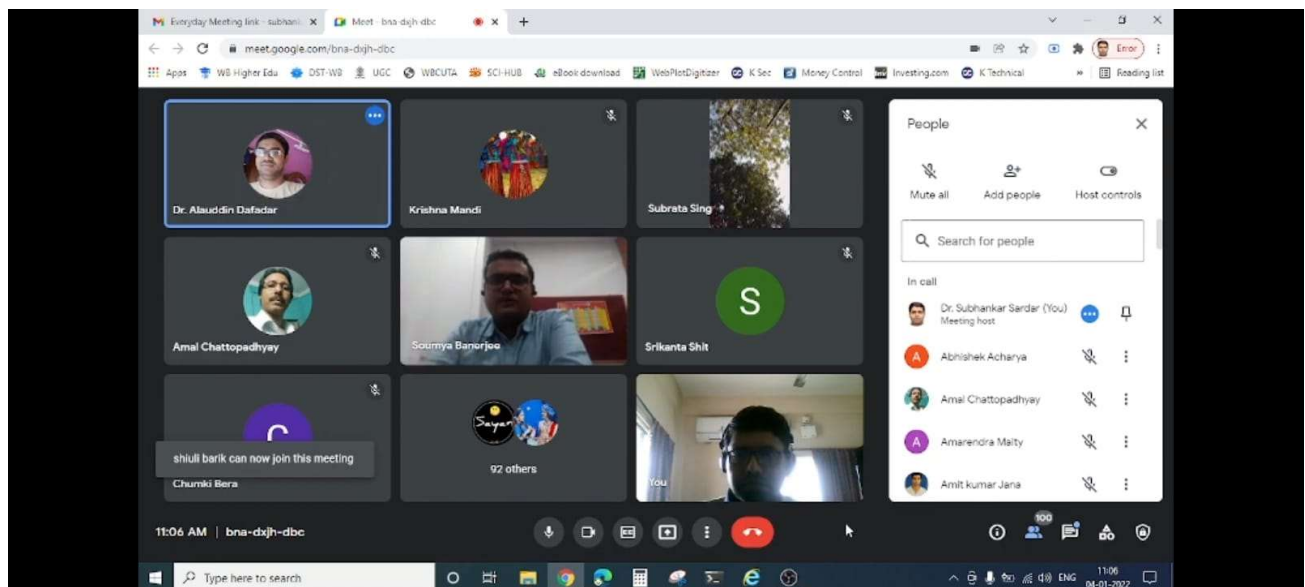 Everyday Meeting link - subhani
Meet - bna-dxjh-dbc
meet.google.com/bna-dxjh-dbc
Error
Apps WB Higher Edu DST-WB UGC WBCUTA SCI-HUB eBook download WebPlotDigitizer K Sec Money Control Investing.com K Technical » Reading list
Dr. Alauddin Dafadar
Krishna Mandi
Subrata Sing
Amal Chattopadhyay
Soumya Banerjee
S
Srikanta Shit
C
shiuli barik can now join this meeting
Chumki Bera
Sayan
92 others
You
People
Mute all Add people Host controls
Search for people
In call
Dr. Subhankar Sardar (You)
Meeting host
A Abhishek Acharya
Amal Chattopadhyay
A Amarendra Maity
Amit kumar Jana
11:06 AM | bna-dxjh-dbc
100
Type here to search
ENG
11:06
04-01-2022